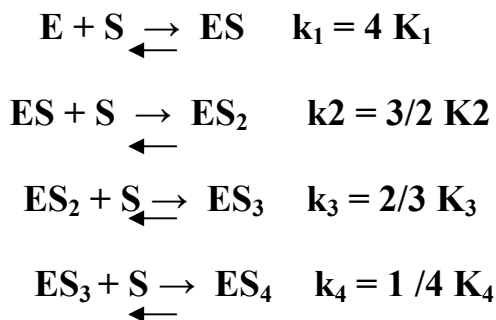 E + S → ES k₁ = 4 K₁
ES + S → ES₂ k2 = 3/2 K2
ES₂ + S → ES₃ k₃ = 2/3 K₃
ES₃ + S → ES₄ k₄ = 1 /4 K₄